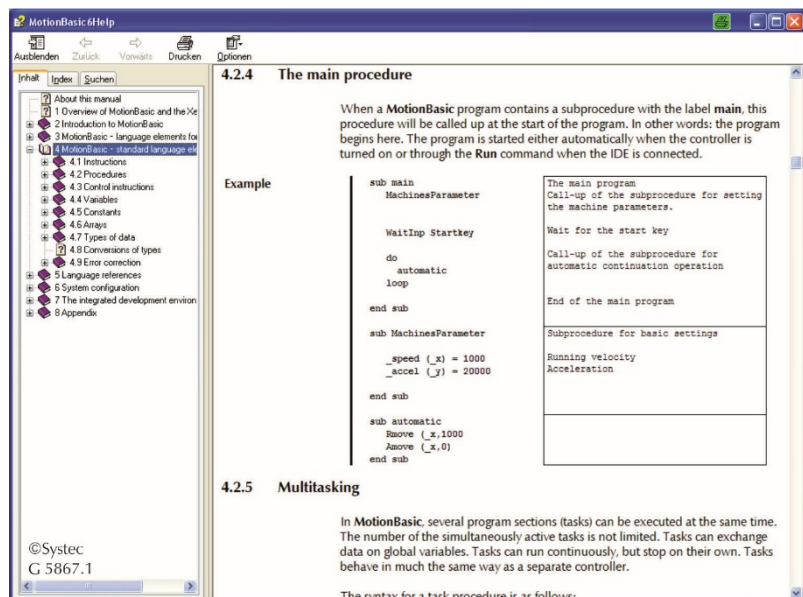 MotionBasic6Help
Ausblenden Zurück Vorwärts Drucken Optionen
Inhalt Index Suchen
About this manual
1 Overview of MotionBasic and the Xe
2 Introduction to MotionBasic
3 MotionBasic - language elements for
4 MotionBasic - standard language ele
4.1 Instructions
4.2 Procedures
4.3 Control instructions
4.4 Variables
4.5 Constants
4.6 Arrays
4.7 Types of data
4.8 Conversions of types
4.9 Error correction
5 Language references
6 System configuration
7 The integrated development environ
8 Appendix
©Systec
G 5867.1
4.2.4 The main procedure
When a MotionBasic program contains a subprocedure with the label main, this
procedure will be called up at the start of the program. In other words: the program
begins here. The program is started either automatically when the controller is
turned on or through the Run command when the IDE is connected.
Example
sub main
MachinesParameter
WaitInp Startkey
do
automatic
loop
end sub
The main program
Call-up of the subprocedure for setting
the machine parameters.
Wait for the start key
Call-up of the subprocedure for
automatic continuation operation
End of the main program
sub MachinesParameter
_speed (_x) = 1000
_accel (_y) = 20000
end sub
Subprocedure for basic settings
Running velocity
Acceleration
sub automatic
Rmove (_x,1000
Amove (_x,0)
end sub
4.2.5 Multitasking
In MotionBasic, several program sections (tasks) can be executed at the same time.
The number of the simultaneously active tasks is not limited. Tasks can exchange
data on global variables. Tasks can run continuously, but stop on their own. Tasks
behave in much the same way as a separate controller.
The syntax for a task procedure is as follows: